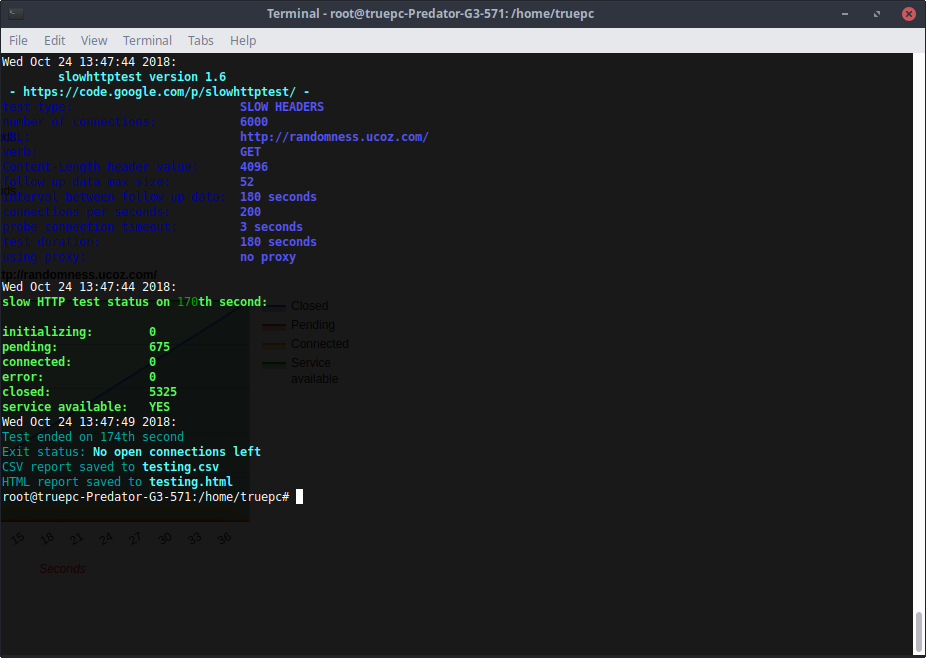 Terminal - root@truepc-Predator-G3-571: /home/truepc
File Edit View Terminal Tabs Help
Wed Oct 24 13:47:44 2018:
slowhttptest version 1.6
- https://code.google.com/p/slowhttptest/ -
test type: SLOW HEADERS
number of connections: 6000
URL: http://randomness.ucoz.com/
verb: GET
Content-Length header value: 4096
follow up data max size: 52
interval between follow up data: 180 seconds
connections per seconds: 200
probe connection timeout: 3 seconds
test duration: 180 seconds
using proxy: no proxy
tp://randomness.ucoz.com/
Wed Oct 24 13:47:44 2018:
slow HTTP test status on 170th second:
Closed
Pending
Connected
Service
available
initializing: 0
pending: 675
connected: 0
error: 0
closed: 5325
service available: YES
Wed Oct 24 13:47:49 2018:
Test ended on 174th second
Exit status: No open connections left
CSV report saved to testing.csv
HTML report saved to testing.html
root@truepc-Predator-G3-571:/home/truepc#
15 18 21 24 27 30 33 36
Seconds